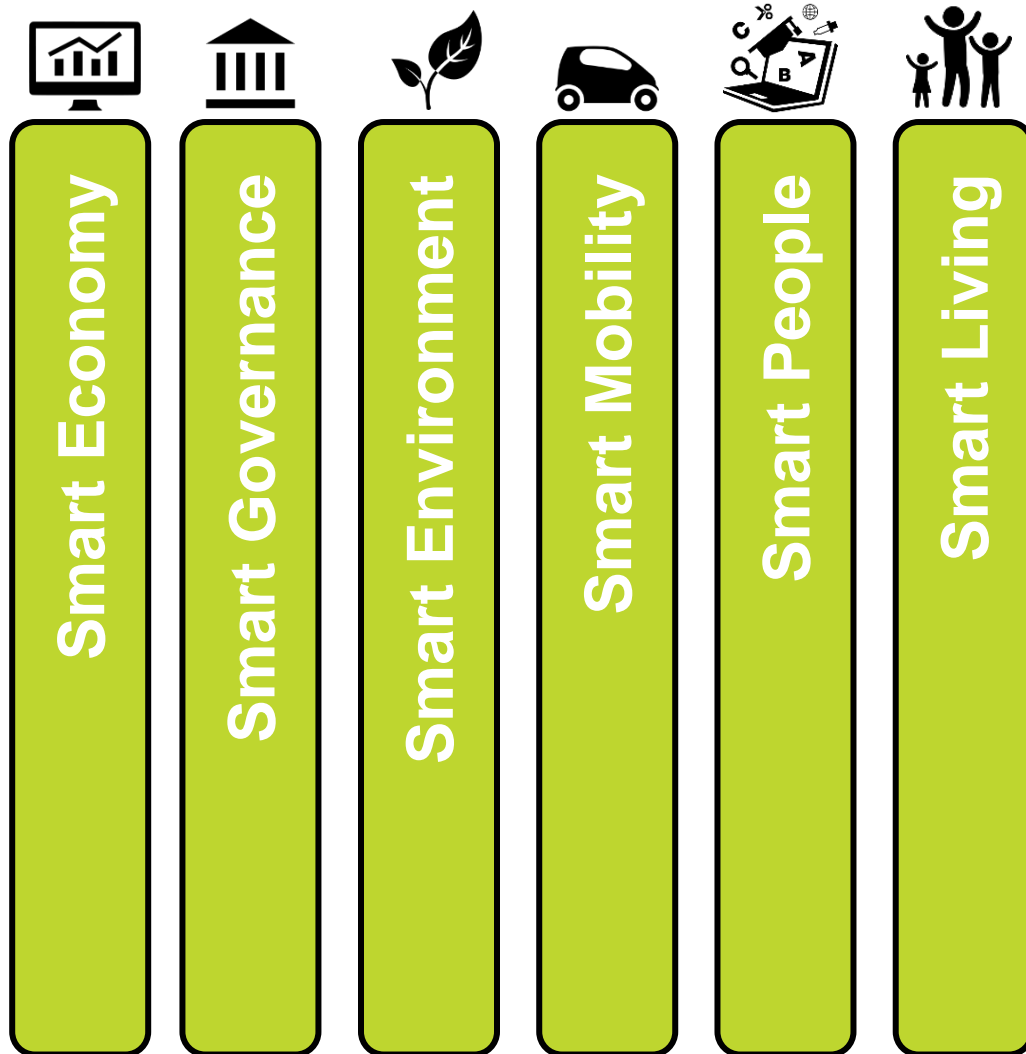 Smart Economy
Smart Governance
Smart Environment
Smart Mobility
Smart People
Smart Living
A
B